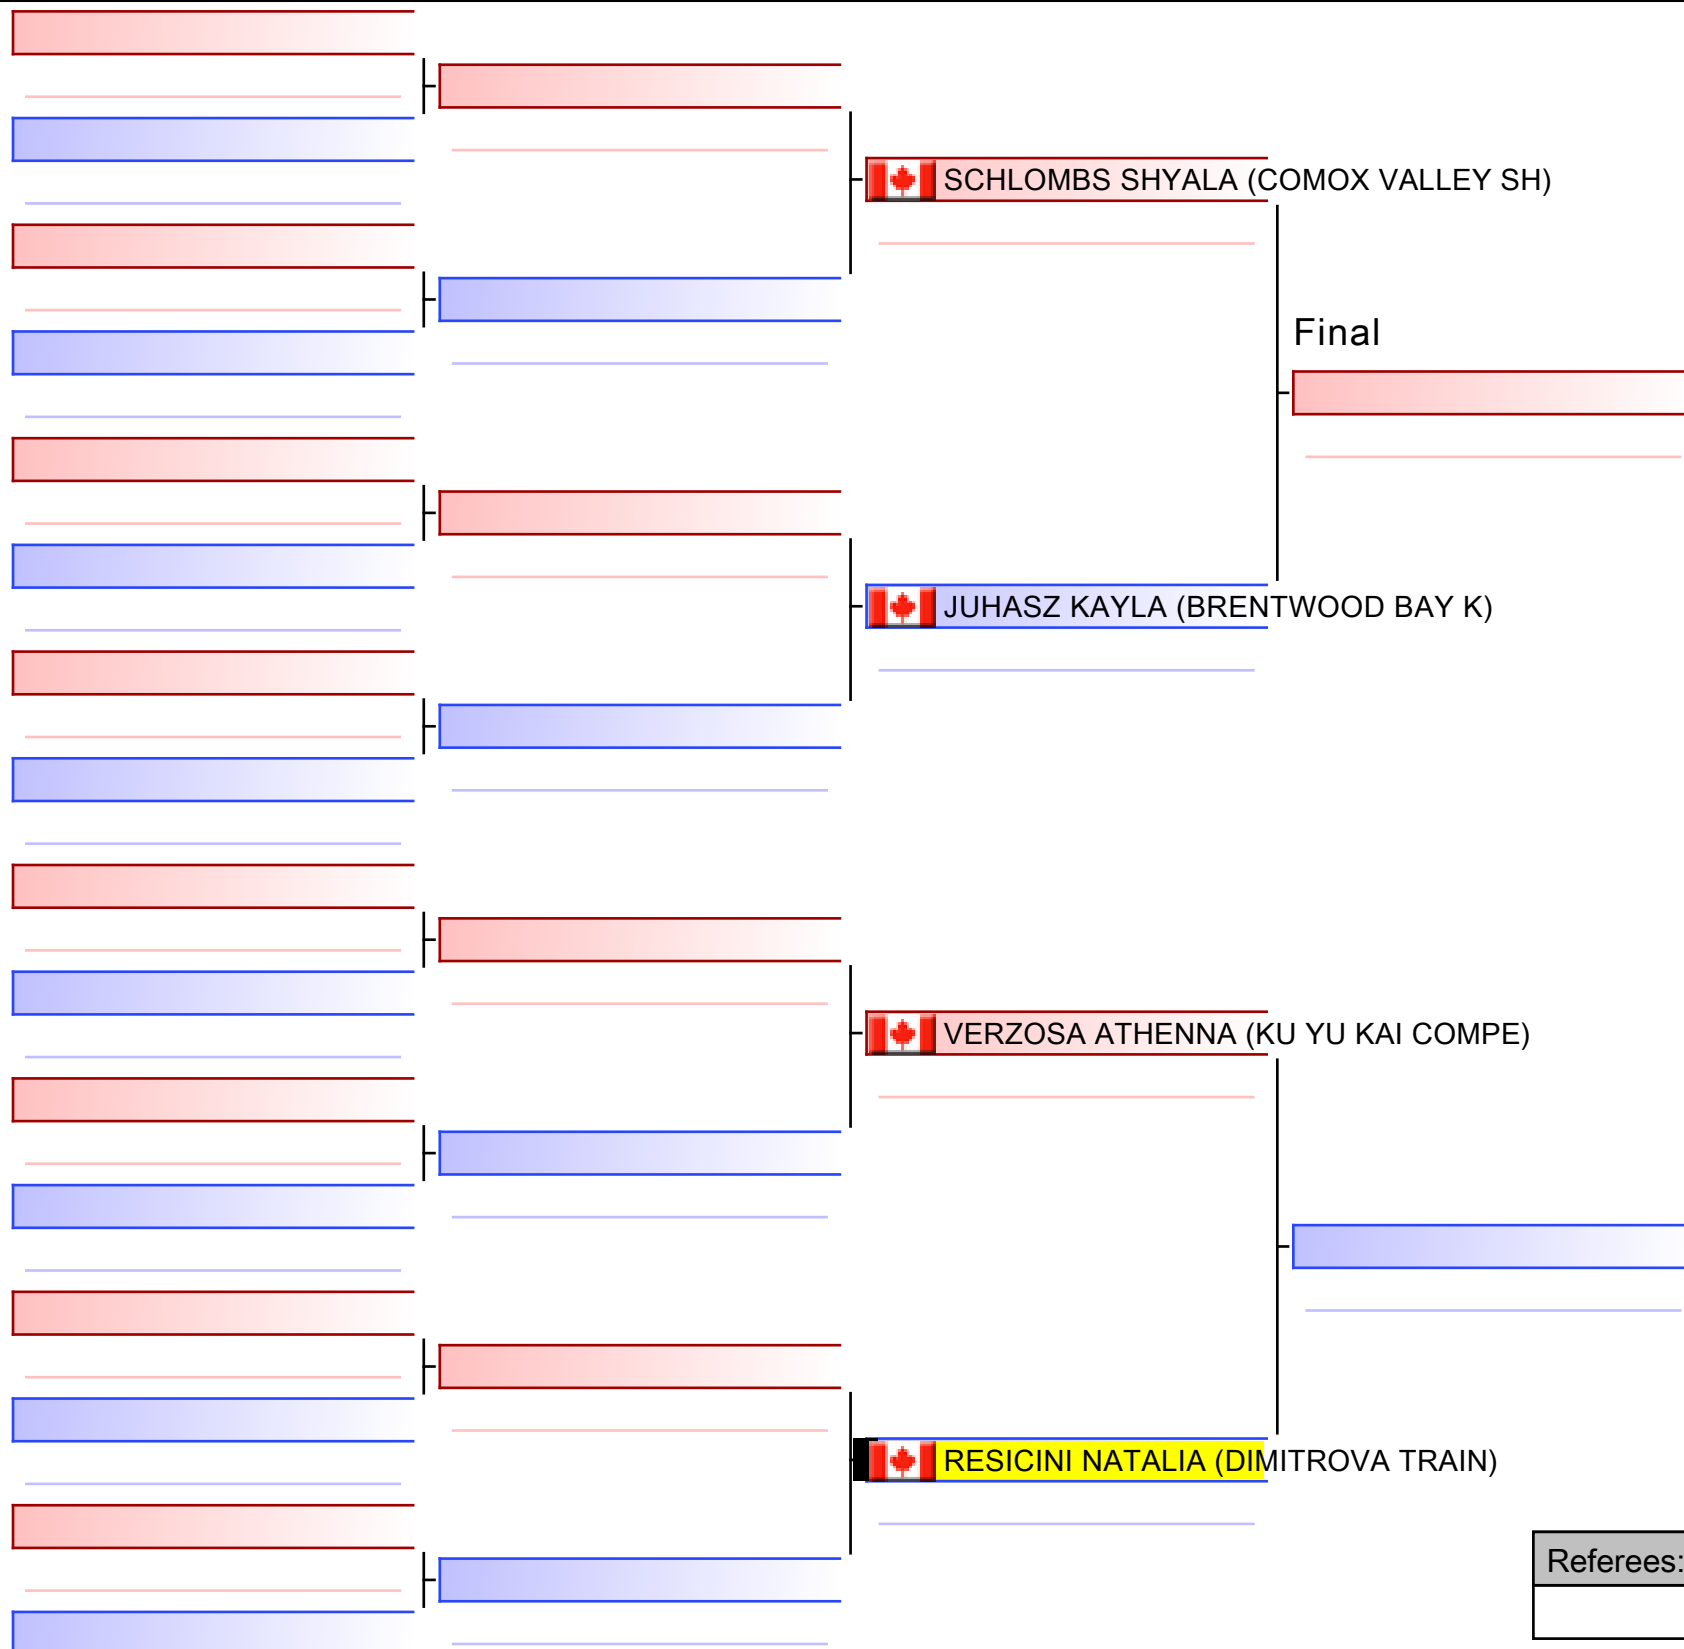 SCHLOMBS SHYALA (COMOX VALLEY SH)
Final
JUHASZ KAYLA (BRENTWOOD BAY K)
VERZOSA ATHENNA (KU YU KAI COMPE)
RESICINI NATALIA (DIMITROVA TRAIN)
Referees: